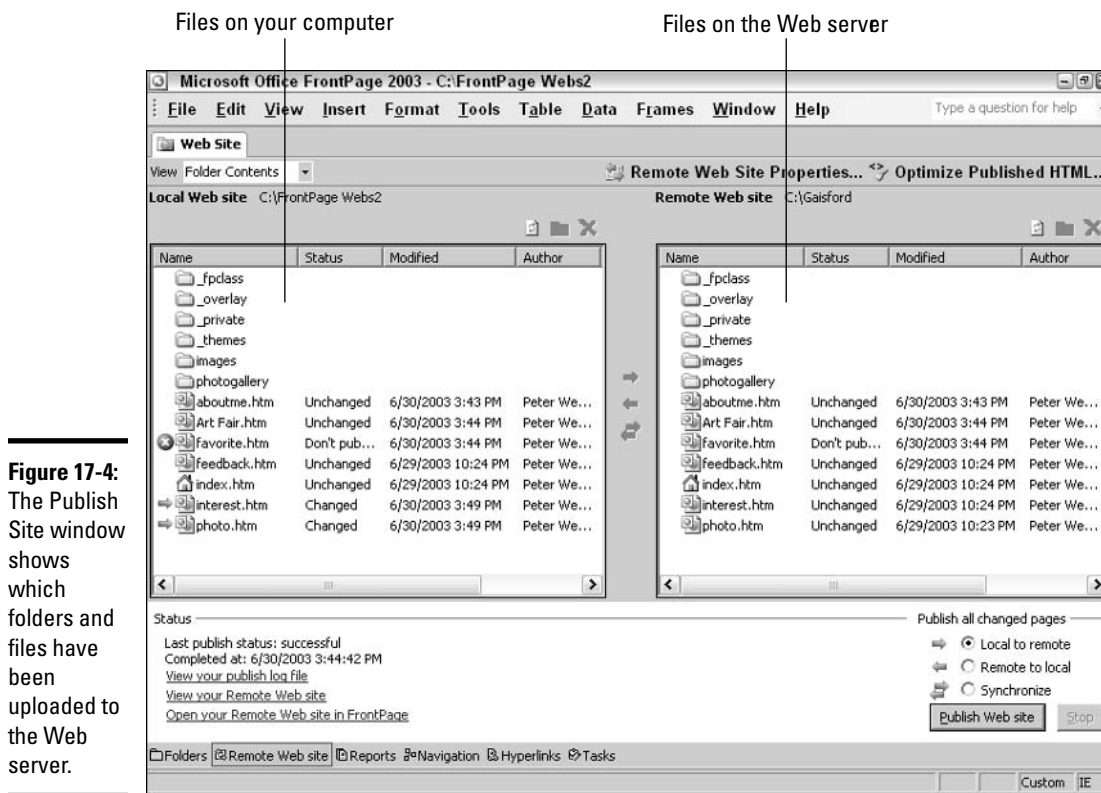 Files on your computer
Files on the Web server
Microsoft Office FrontPage 2003 - C:\FrontPage Webs2
File Edit View Insert Format Tools Table Data Frames Window Help Type a question for help
Web Site
View Folder Contents Remote Web Site Properties... Optimize Published HTML...
Local Web site C:\FrontPage Webs2 Remote Web site C:\Gaisford
Name Status Modified Author Name Status Modified Author
_fpclass _fpclass
_overlay _overlay
_private _private
_themes _themes
images images
photogallery photogallery
aboutme.htm Unchanged 6/30/2003 3:43 PM Peter We... aboutme.htm Unchanged 6/30/2003 3:43 PM Peter We...
Art Fair.htm Unchanged 6/30/2003 3:44 PM Peter We... Art Fair.htm Unchanged 6/30/2003 3:44 PM Peter We...
favorite.htm Don't pub... 6/30/2003 3:44 PM Peter We... favorite.htm Don't pub... 6/30/2003 3:44 PM Peter We...
feedback.htm Unchanged 6/29/2003 10:24 PM Peter We... feedback.htm Unchanged 6/29/2003 10:24 PM Peter We...
index.htm Unchanged 6/29/2003 10:24 PM Peter We... index.htm Unchanged 6/29/2003 10:24 PM Peter We...
interest.htm Changed 6/30/2003 3:49 PM Peter We... interest.htm Unchanged 6/29/2003 10:24 PM Peter We...
photo.htm Changed 6/30/2003 3:49 PM Peter We... photo.htm Unchanged 6/29/2003 10:23 PM Peter We...
Status Publish all changed pages
Last publish status: successful Local to remote
Completed at: 6/30/2003 3:44:42 PM
View your publish log file Remote to local
View your Remote Web site Synchronize
Open your Remote Web site in FrontPage Publish Web site Stop
Folders Remote Web site Reports Navigation Hyperlinks Tasks
Custom IE
Figure 17-4:
The Publish
Site window
shows
which
folders and
files have
been
uploaded to
the Web
server.